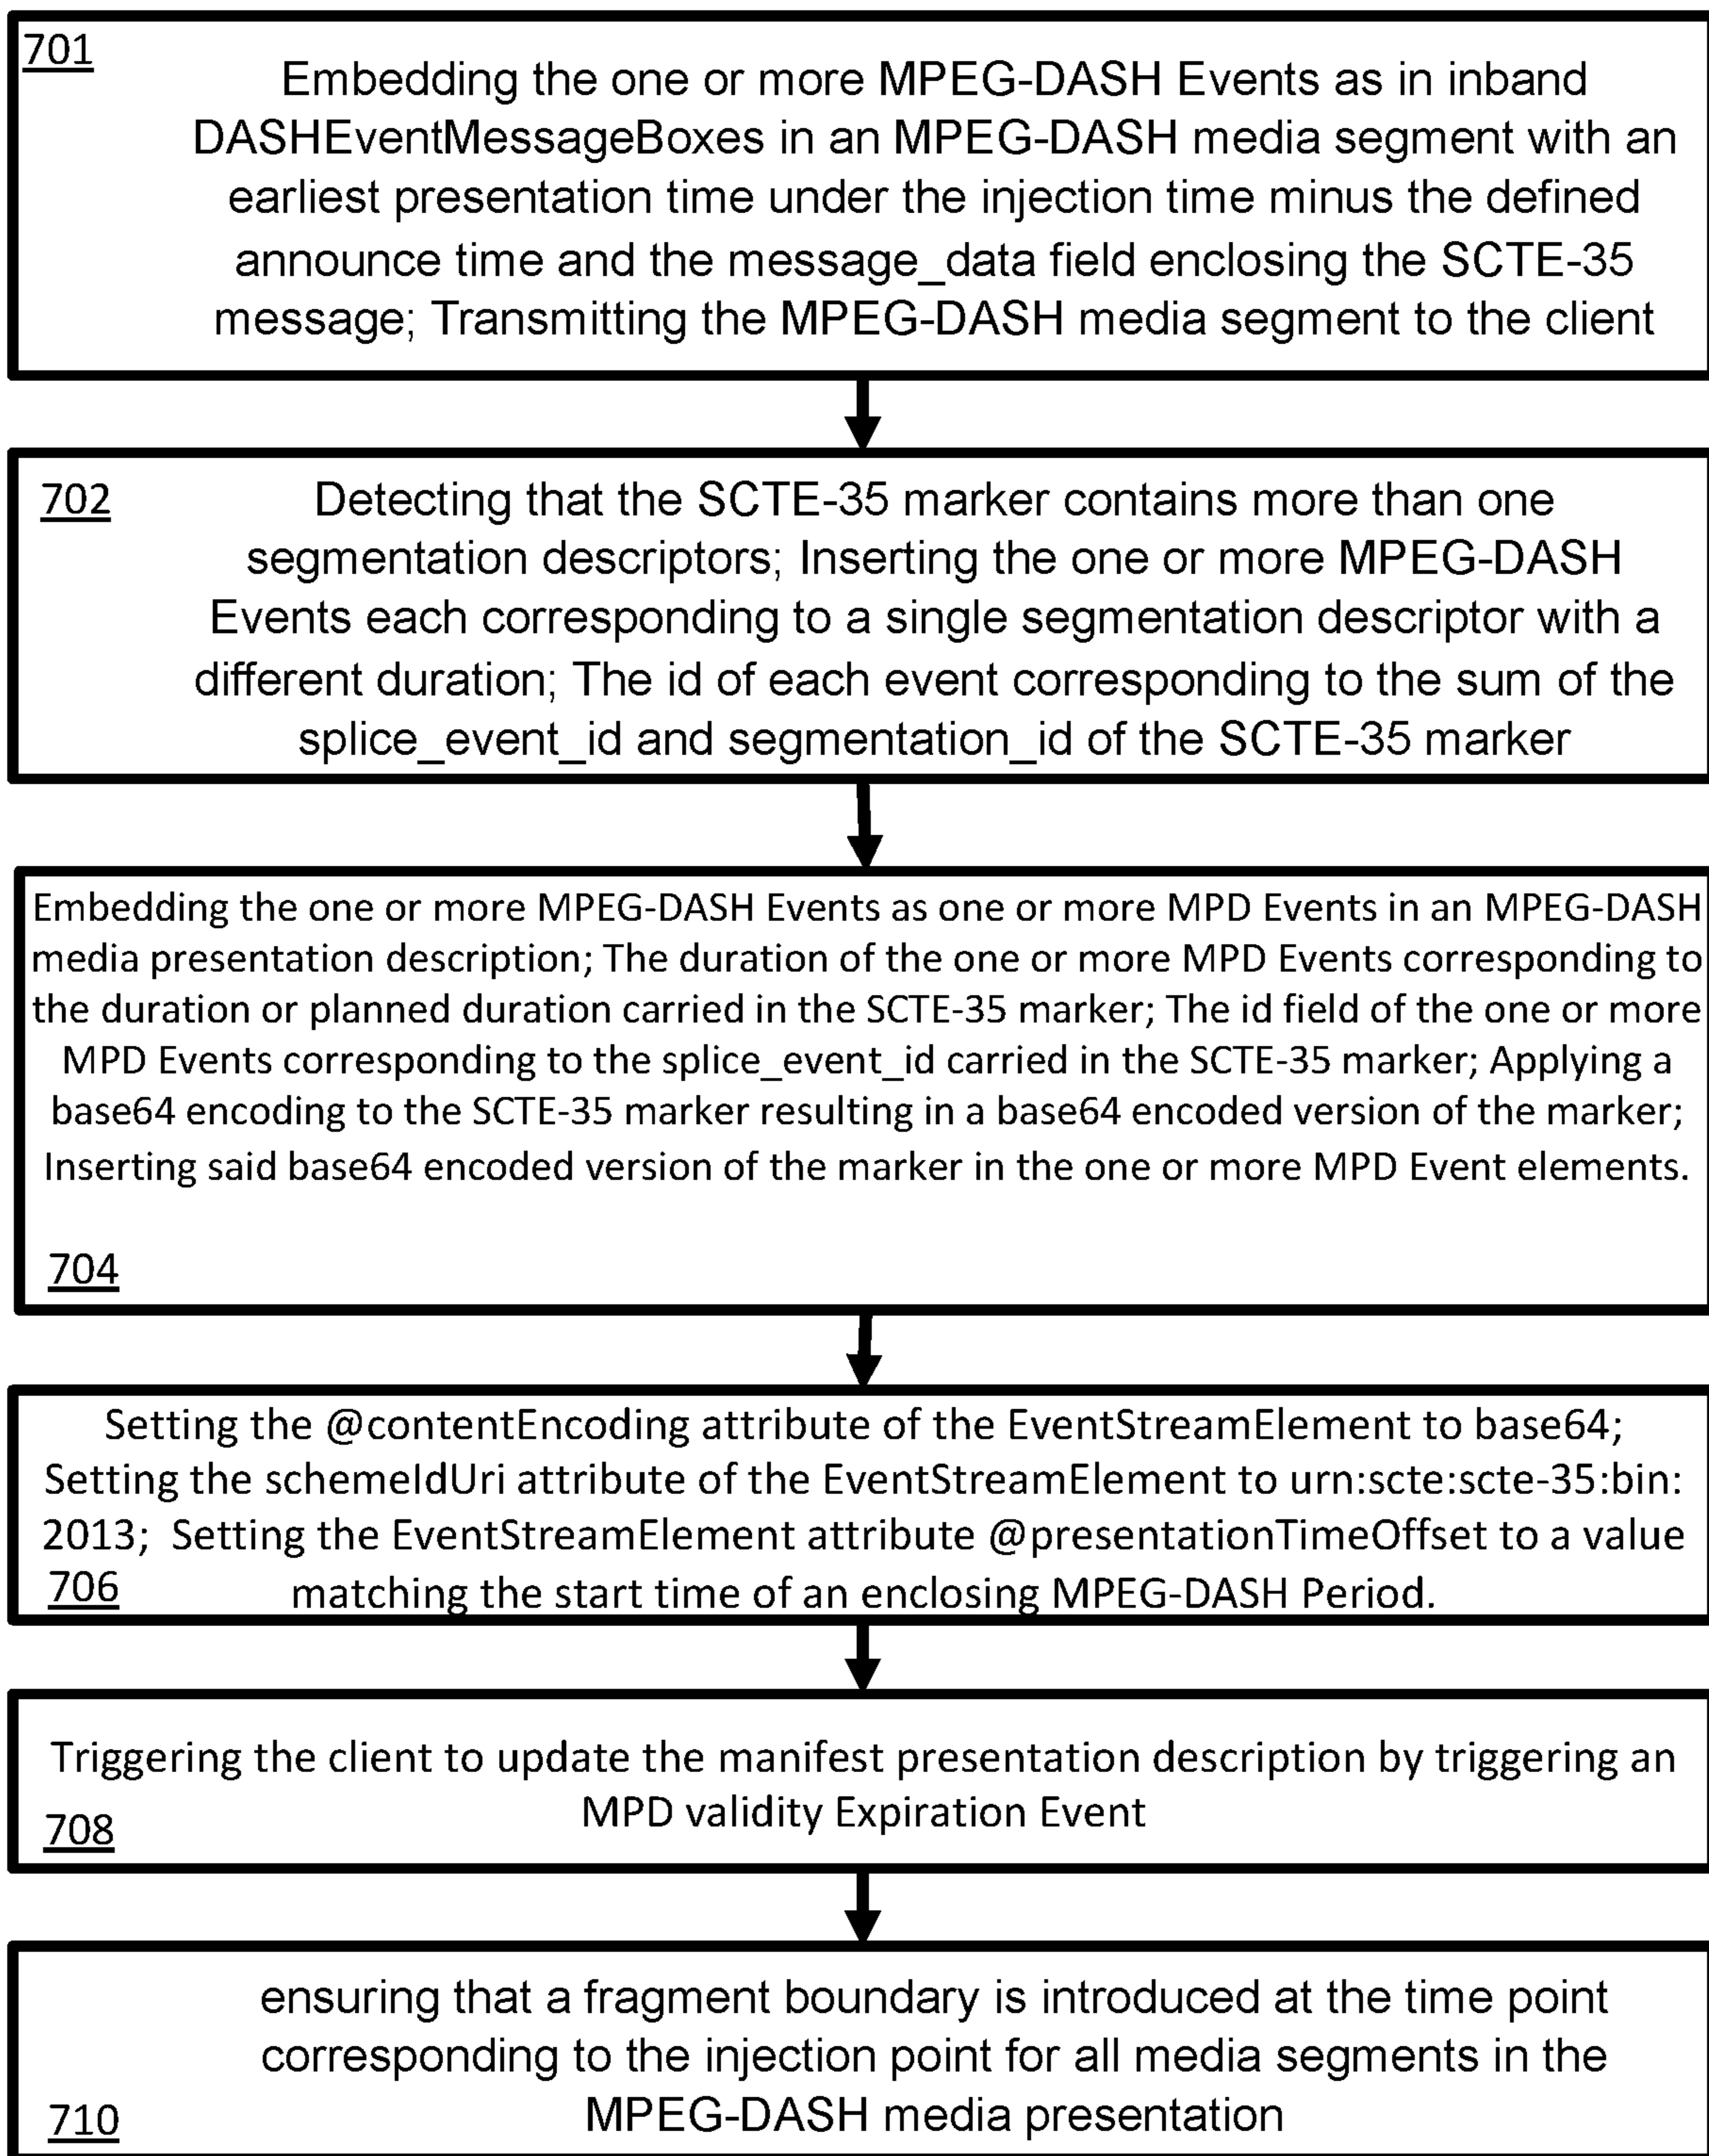 701
Embedding the one or more MPEG-DASH Events as in inband
DASHEventMessageBoxes in an MPEG-DASH media segment with an
earliest presentation time under the injection time minus the defined
announce time and the message_data field enclosing the SCTE-35
message; Transmitting the MPEG-DASH media segment to the client
702
Detecting that the SCTE-35 marker contains more than one
segmentation descriptors; Inserting the one or more MPEG-DASH
Events each corresponding to a single segmentation descriptor with a
different duration; The id of each event corresponding to the sum of the
splice_event_id and segmentation_id of the SCTE-35 marker
Embedding the one or more MPEG-DASH Events as one or more MPD Events in an MPEG-DASH
media presentation description; The duration of the one or more MPD Events corresponding to
the duration or planned duration carried in the SCTE-35 marker; The id field of the one or more
MPD Events corresponding to the splice_event_id carried in the SCTE-35 marker; Applying a
base64 encoding to the SCTE-35 marker resulting in a base64 encoded version of the marker;
Inserting said base64 encoded version of the marker in the one or more MPD Event elements.
704
Setting the @contentEncoding attribute of the EventStreamElement to base64;
Setting the schemeIdUri attribute of the EventStreamElement to urn:scte:scte-35:bin:
2013; Setting the EventStreamElement attribute @presentationTimeOffset to a value
706 matching the start time of an enclosing MPEG-DASH Period.
Triggering the client to update the manifest presentation description by triggering an
MPD validity Expiration Event
708
ensuring that a fragment boundary is introduced at the time point
corresponding to the injection point for all media segments in the
MPEG-DASH media presentation
710